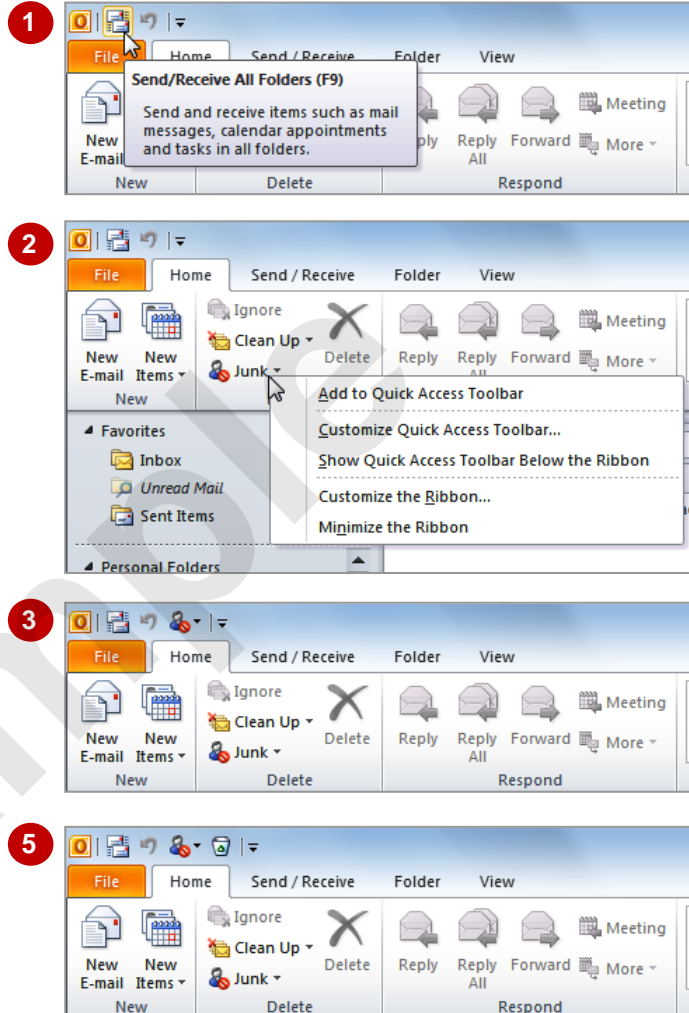 1
File Home Send / Receive Folder View
Send/Receive All Folders (F9)
Send and receive items such as mail
messages, calendar appointments
and tasks in all folders.
New
E-mail
ply
Reply
All
Forward
Meeting
More
New Delete Respond
2
File Home Send / Receive Folder View
New
E-mail
New
Items
Ignore
Clean Up
Junk
Delete
Reply
Reply
All
Forward
Meeting
More
New
Add to Quick Access Toolbar
Customize Quick Access Toolbar...
Show Quick Access Toolbar Below the Ribbon
Customize the Ribbon...
Minimize the Ribbon
Favorites
Inbox
Unread Mail
Sent Items
Personal Folders
3
File Home Send / Receive Folder View
New
E-mail
New
Items
Ignore
Clean Up
Junk
Delete
Reply
Reply
All
Forward
Meeting
More
New Delete Respond
5
File Home Send / Receive Folder View
New
E-mail
New
Items
Ignore
Clean Up
Junk
Delete
Reply
Reply
All
Forward
Meeting
More
New Delete Respond
mple